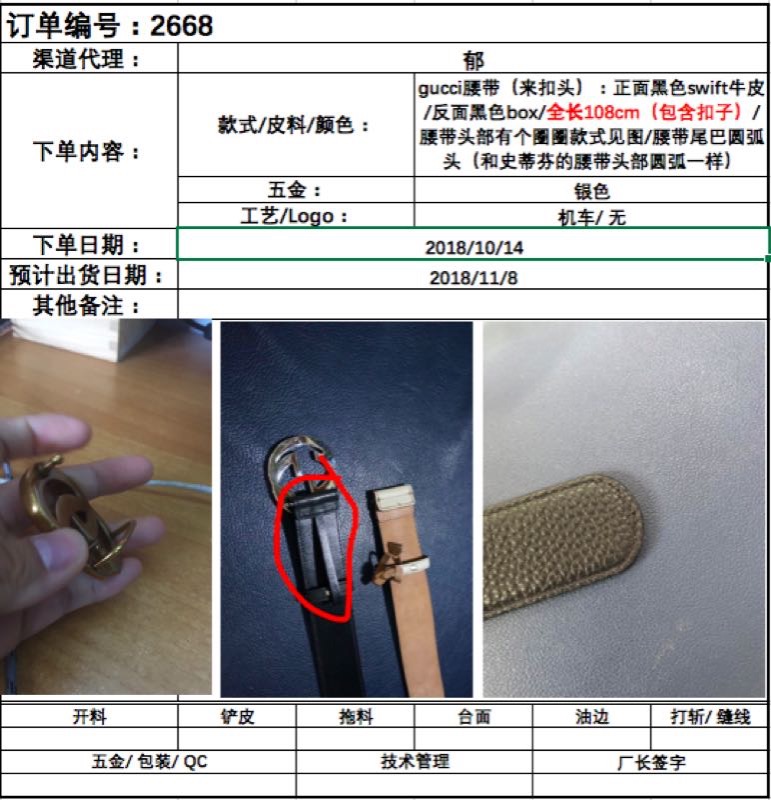 订单编号：2668
渠道代理： 郁
下单内容：
款式/皮料/颜色：
gucci腰带（来扣头）：正面黑色swift牛皮
/反面黑色box/全长108cm（包含扣子）/
腰带头部有个圈圈款式见图/腰带尾巴圆弧
头（和史蒂芬的腰带头部圆弧一样）
五金： 银色
工艺/Logo： 机车/ 无
下单日期： 2018/10/14
预计出货日期： 2018/11/8
其他备注：
开料 铲皮 拖料 台面 油边 打斩/ 缝线
五金/ 包装/ QC 技术管理 厂长签字